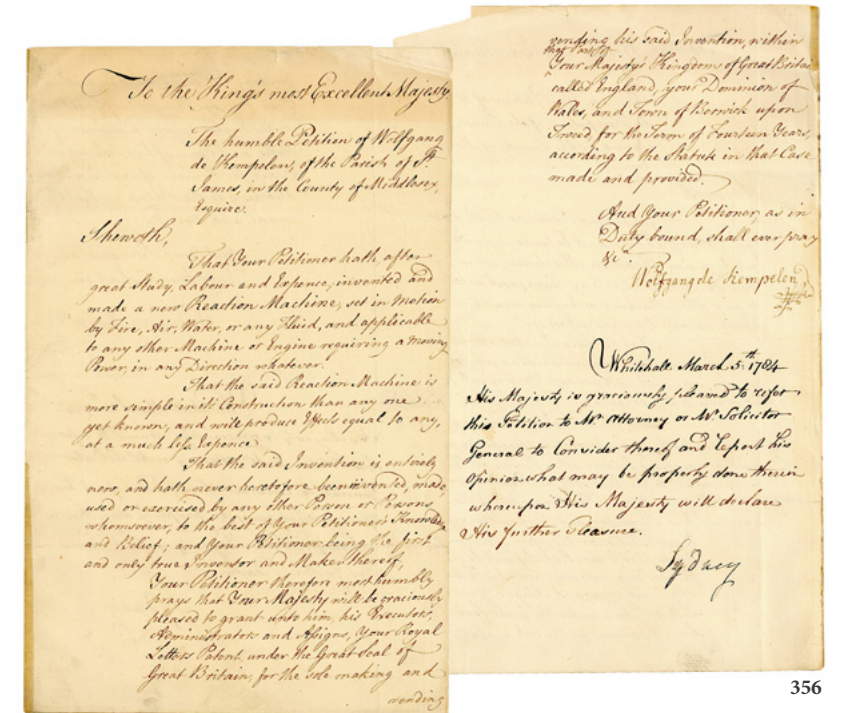 To the King's most Excellent Majesty
The humble Petition of Wolfgang
de Kempelen, of the Parish of St.
James, in the County of Middlesex,
Esquire.
Sheweth,
That Your Petitioner hath after
great Study, Labour and Expence, invented and
made a new Reaction Machine, set in Motion
by Fire, Air, Water, or any Fluid, and applicable
to any other Machine or Engine requiring a Moving
Power, in any Direction whatever.
That the said Reaction Machine is
more simple in its Construction than any one
yet known, and will produce Effects equal to any,
at a much less Expence
That the said Invention is entirely
new, and hath never heretofore been invented, made,
used or exercised by any other Person or Persons
whomsoever, to the best of Your Petitioner's Knowledge
and Belief; and Your Petitioner being the first
and only true Inventor and Maker thereof,
Your Petitioner therefore most humbly
prays that Your Majesty will be graciously
pleased to grant unto him, his Executors,
Administrators and Assigns, Your Royal
Letters Patent, under the Great Seal of
Great Britain, for the sole making and
vending
vending his said Invention, within
that Part of
Your Majesty's Kingdom of Great Britain
called England, your Dominion of
Wales, and Town of Berwick upon
Tweed for the Term of Fourteen Years,
according to the Statute in that Case
made and provided.
And Your Petitioner, as in
Duty bound, shall ever pray
&c.
Wolfgang de Kempelen
Whitehall March 5th. 1784
His Majesty is graciously pleased to refer
this Petition to Mr. Attorney or Mr. Solicitor
General to Consider thereof and Report his
Opinion what may be properly done therein
whereupon His Majesty will declare
His further Pleasure.
Sydney
356